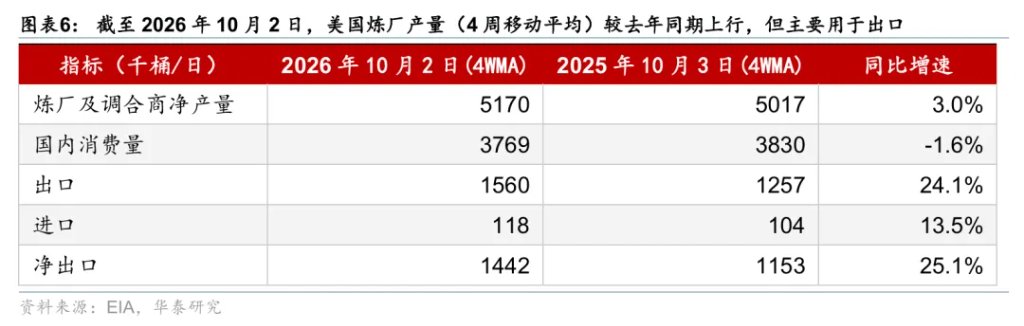 图表6： 截至 2026 年 10 月 2 日，美国炼厂产量（4 周移动平均）较去年同期上行，但主要用于出口
指标（千桶/日） 2026 年 10 月 2 日(4WMA) 2025 年 10 月 3 日(4WMA) 同比增速
炼厂及调合商净产量 5170 5017 3.0%
国内消费量 3769 3830 -1.6%
出口 1560 1257 24.1%
进口 118 104 13.5%
净出口 1442 1153 25.1%
资料来源：EIA，华泰研究